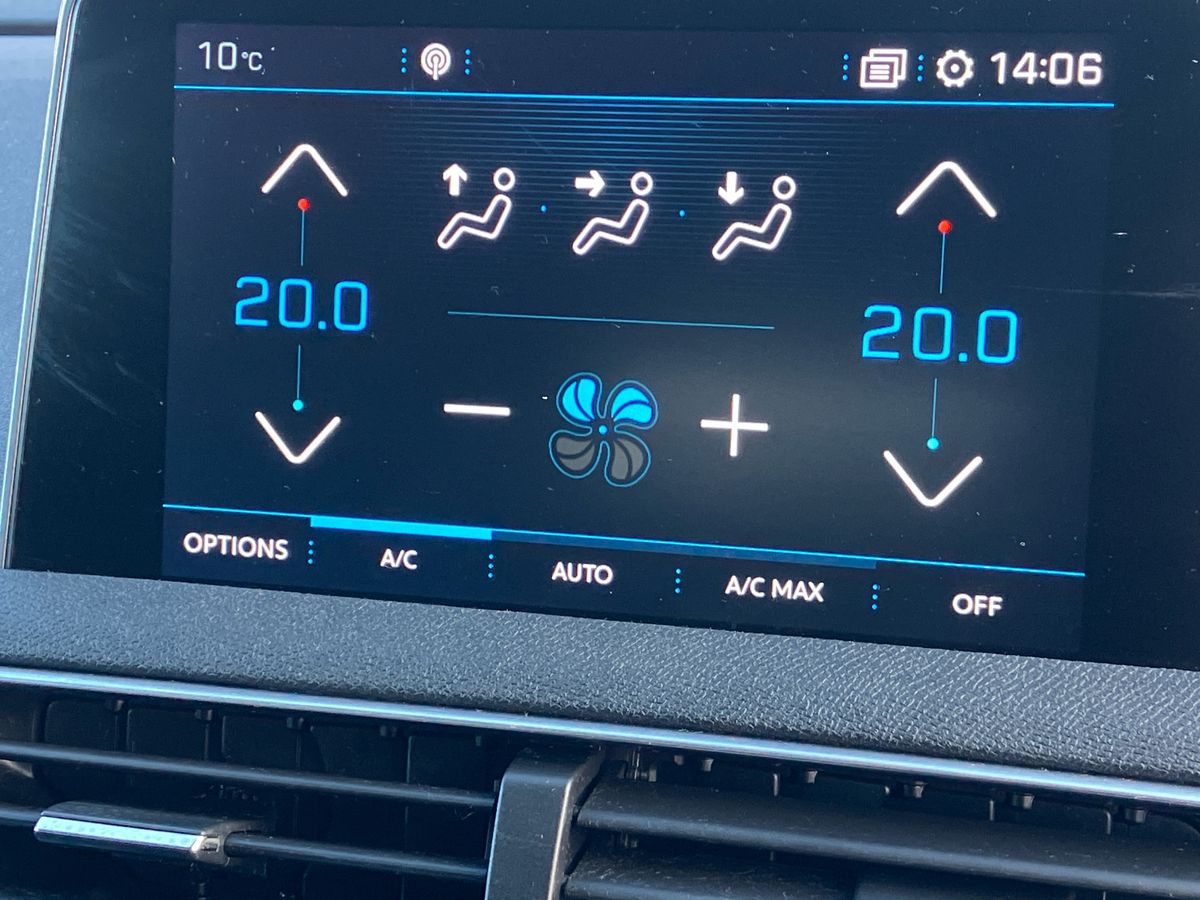 10°C 14:06
20.0 20.0
OPTIONS A/C AUTO A/C MAX OFF